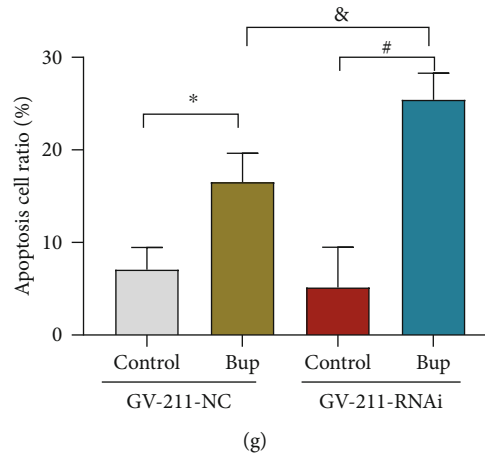 &
#
*
Apoptosis cell ratio (%)
30
20
10
0
Control Bup Control Bup
GV-211-NC GV-211-RNAi
(g)